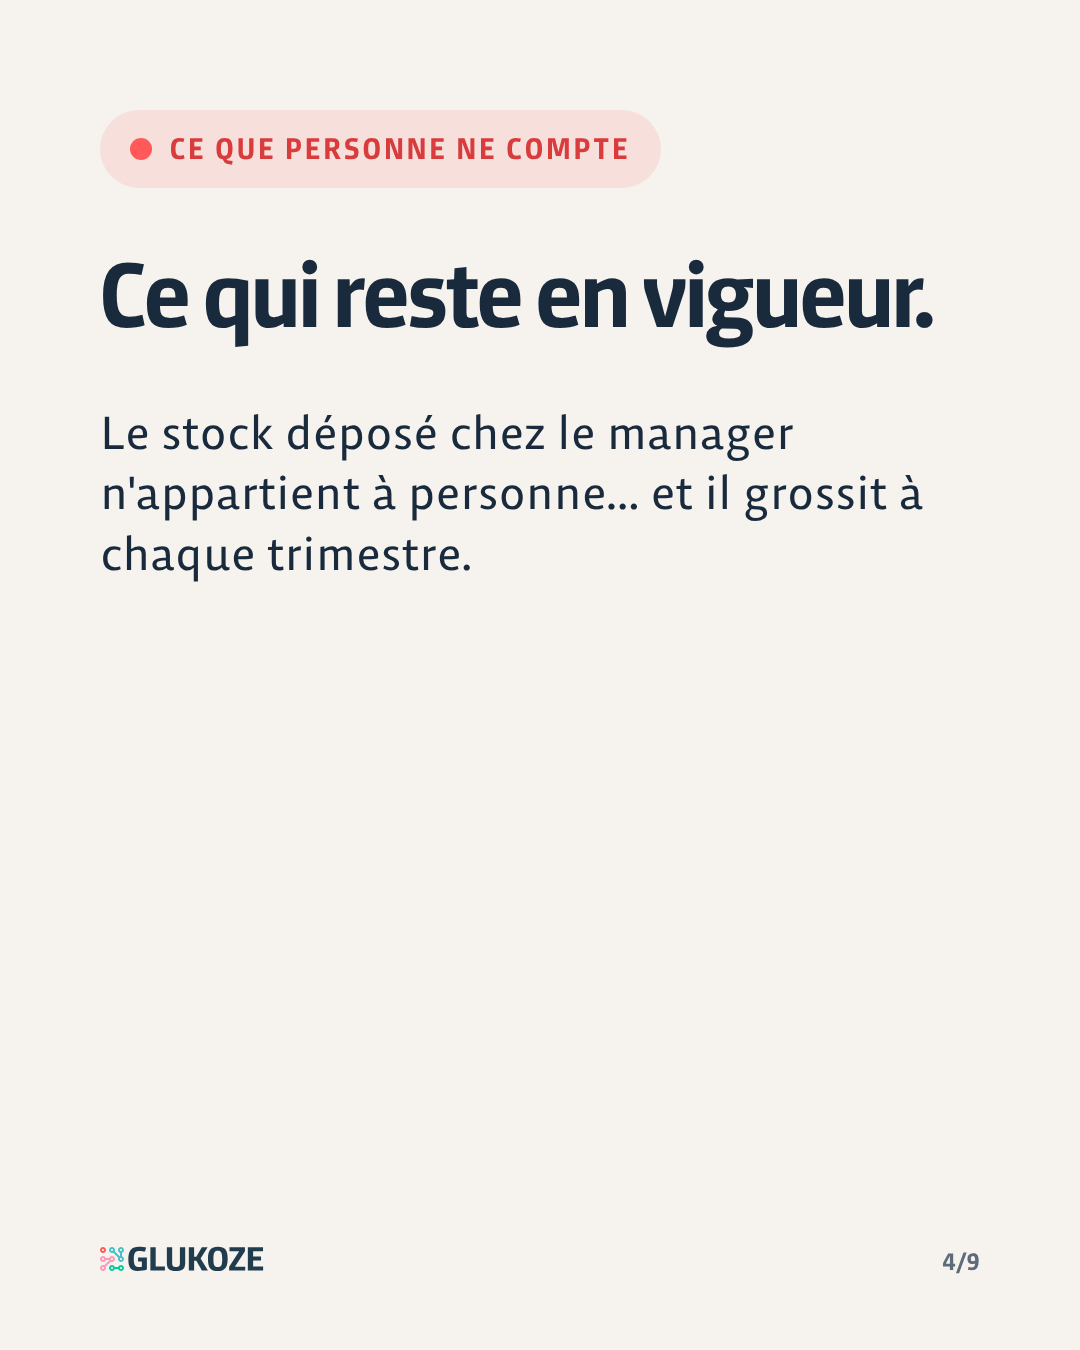 CE QUE PERSONNE NE COMPTE
Ce qui reste en vigueur.
Le stock déposé chez le manager
n'appartient à personne... et il grossit à
chaque trimestre.
GLUKOZE
4/9